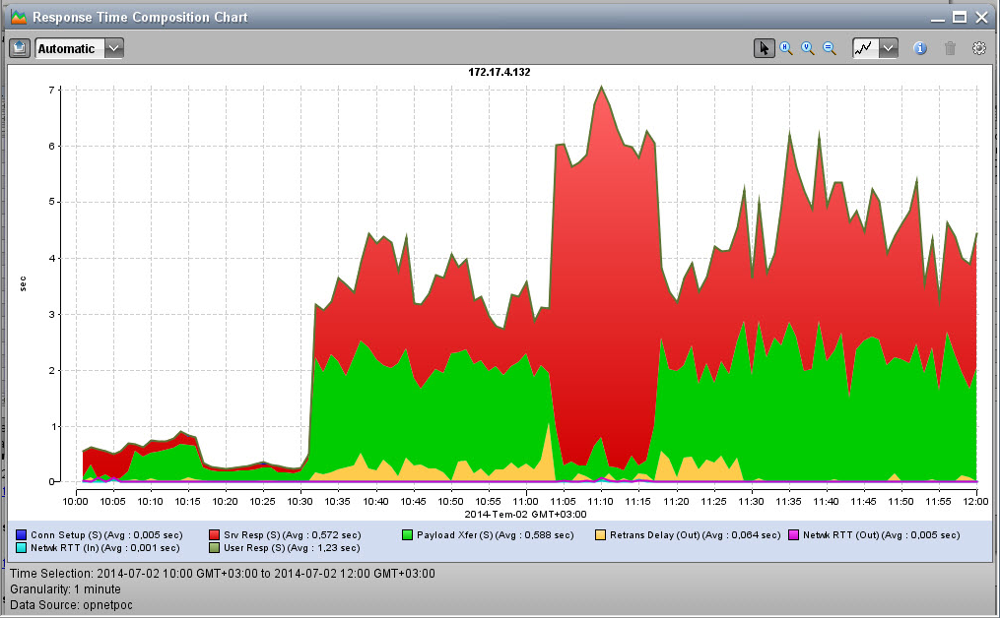 Response Time Composition Chart
Automatic
172.17.4.132
7
6
5
4
3
2
1
0
sec
10:00 10:05 10:10 10:15 10:20 10:25 10:30 10:35 10:40 10:45 10:50 10:55 11:00 11:05 11:10 11:15 11:20 11:25 11:30 11:35 11:40 11:45 11:50 11:55 12:00
2014-Tem-02 GMT+03:00
Conn Setup (S) (Avg : 0,005 sec) Srv Resp (S) (Avg : 0,572 sec) Payload Xfer (S) (Avg : 0,588 sec) Retrans Delay (Out) (Avg : 0,064 sec) Netwk RTT (Out) (Avg : 0,005 sec)
Netwk RTT (In) (Avg : 0,001 sec) User Resp (S) (Avg : 1,23 sec)
Time Selection: 2014-07-02 10:00 GMT+03:00 to 2014-07-02 12:00 GMT+03:00
Granularity: 1 minute
Data Source: opnetpoc